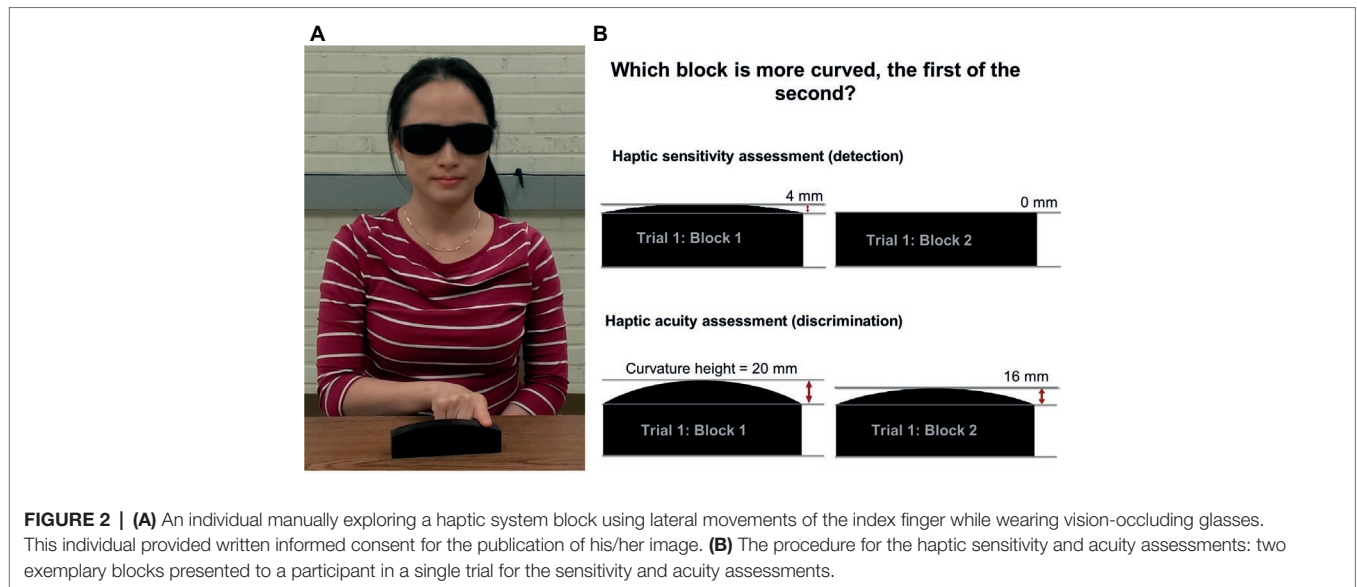 A
B
Which block is more curved, the first of the
second?
Haptic sensitivity assessment (detection)
4 mm
0 mm
Trial 1: Block 1
Trial 1: Block 2
Haptic acuity assessment (discrimination)
Curvature height = 20 mm
16 mm
Trial 1: Block 1
Trial 1: Block 2
FIGURE 2 | (A) An individual manually exploring a haptic system block using lateral movements of the index finger while wearing vision-occluding glasses.
This individual provided written informed consent for the publication of his/her image. (B) The procedure for the haptic sensitivity and acuity assessments: two
exemplary blocks presented to a participant in a single trial for the sensitivity and acuity assessments.